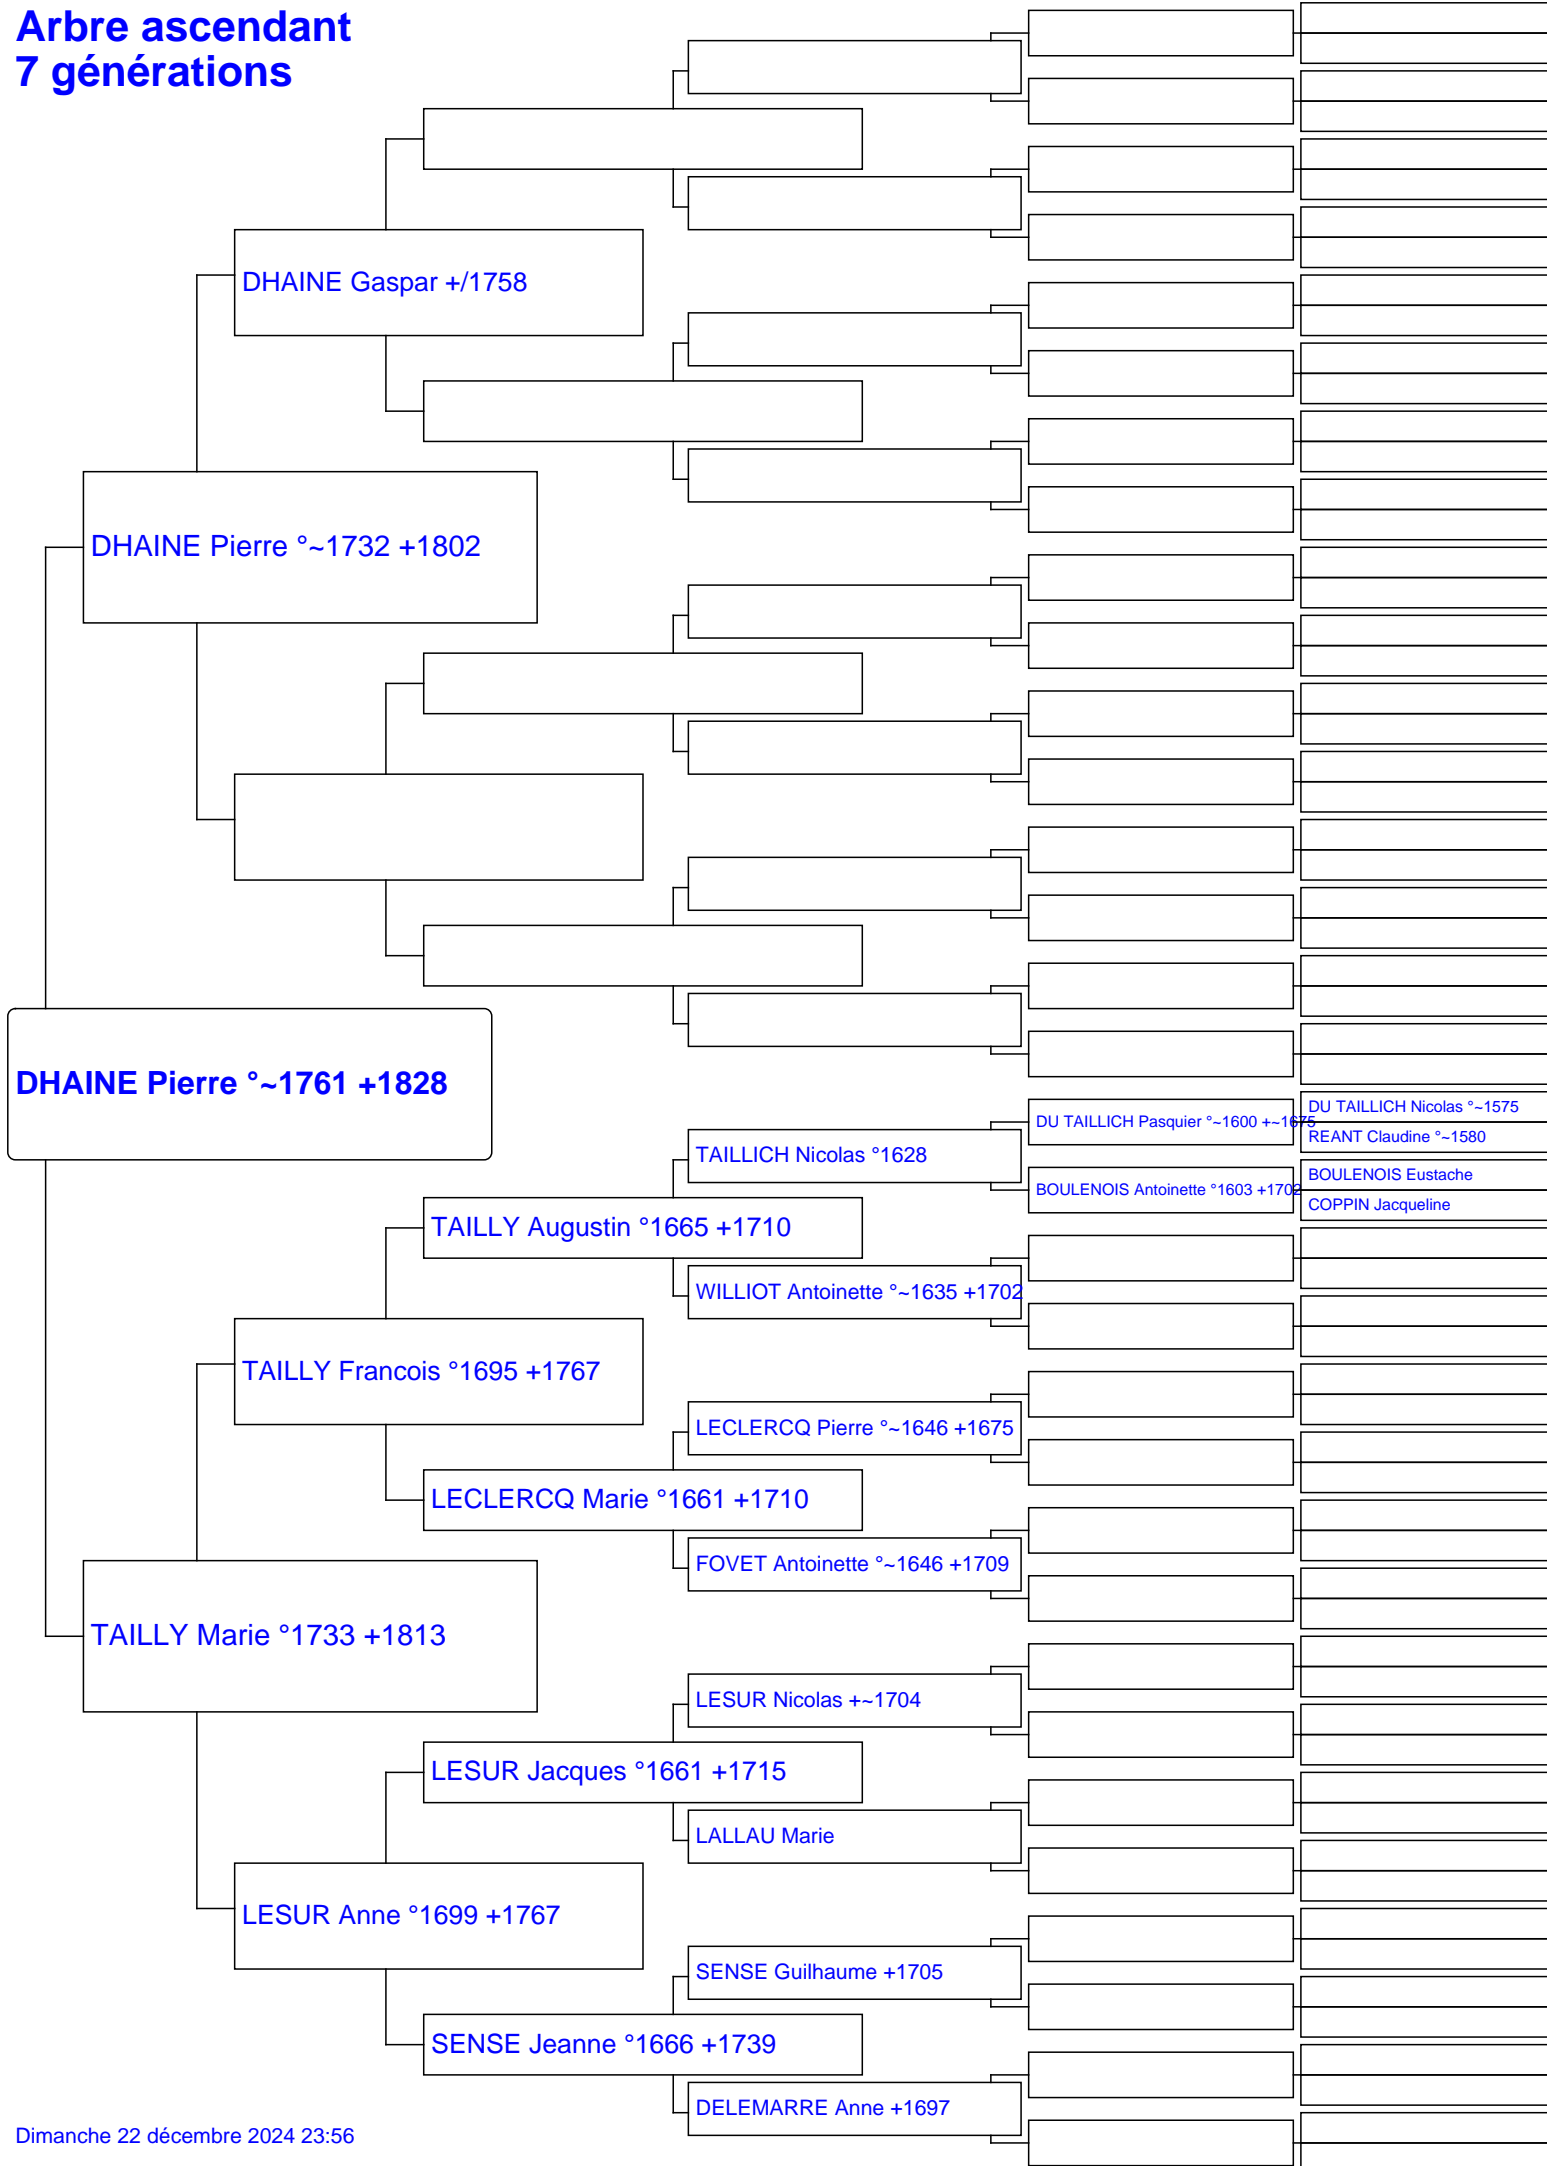 Arbre ascendant
7 générations
DHAINE Gaspar +/1758
DHAINE Pierre °~1732 +1802
DHAINE Pierre °~1761 +1828
DU TAILLICH Nicolas °~1575
DU TAILLICH Pasquier °~1600 +~1675
REANT Claudine °~1580
TAILLICH Nicolas °1628
BOULENOIS Eustache
BOULENOIS Antoinette °1603 +1702
COPPIN Jacqueline
TAILLY Augustin °1665 +1710
WILLIOT Antoinette °~1635 +1702
TAILLY Francois °1695 +1767
LECLERCQ Pierre °~1646 +1675
LECLERCQ Marie °1661 +1710
FOVET Antoinette °~1646 +1709
TAILLY Marie °1733 +1813
LESUR Nicolas +~1704
LESUR Jacques °1661 +1715
LALLAU Marie
LESUR Anne °1699 +1767
SENSE Guilhaume +1705
SENSE Jeanne °1666 +1739
DELEMARRE Anne +1697
Dimanche 22 décembre 2024 23:56